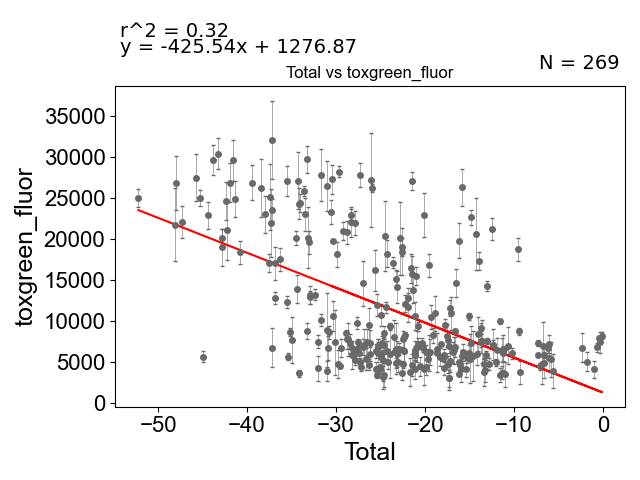 r^2 = 0.32
y = -425.54x + 1276.87
N = 269
Total vs toxgreen_fluor
35000
30000
25000
20000
15000
10000
5000
0
toxgreen_fluor
−50 −40 −30 −20 −10 0
Total